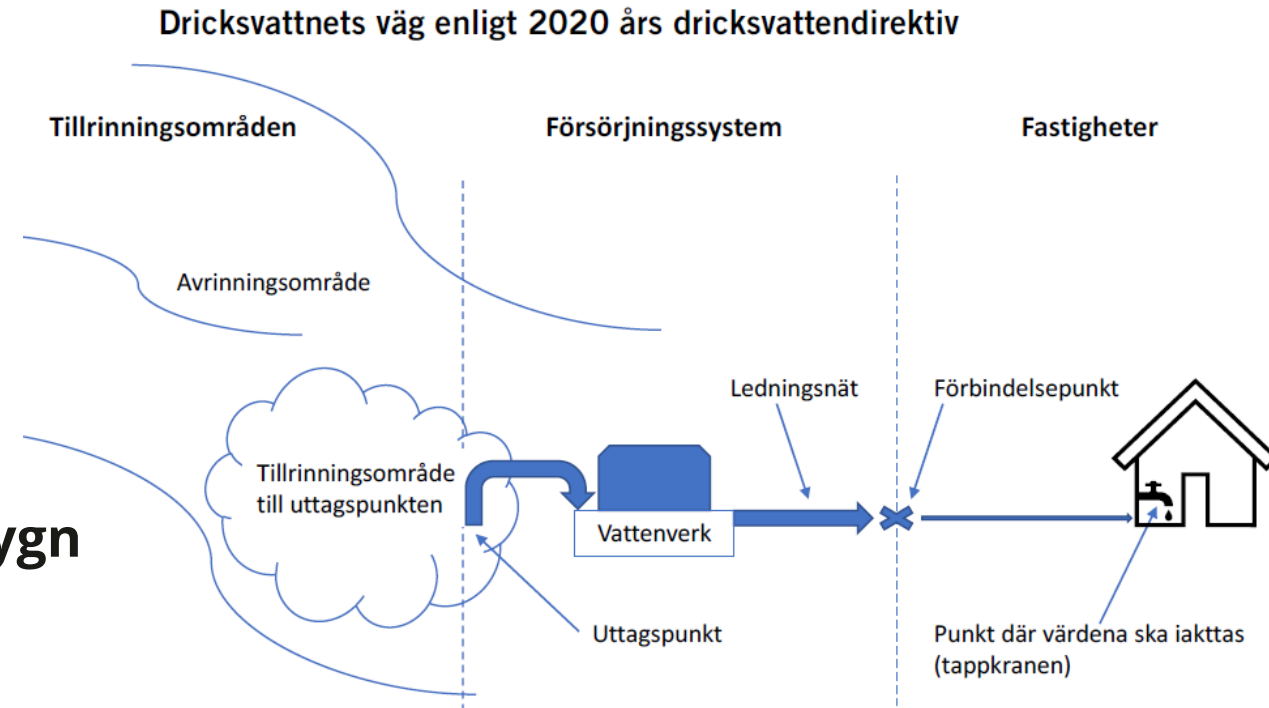 Dricksvattnets väg enligt 2020 års dricksvattendirektiv
Tillrinningsområden
Försörjningssystem
Fastigheter
Avrinningsområde
Ledningsnät
Förbindelsepunkt
Tillrinningsområde
till uttagspunkten
Vattenverk
ygn
Uttagspunkt
Punkt där värdena ska iakttas
(tappkranen)